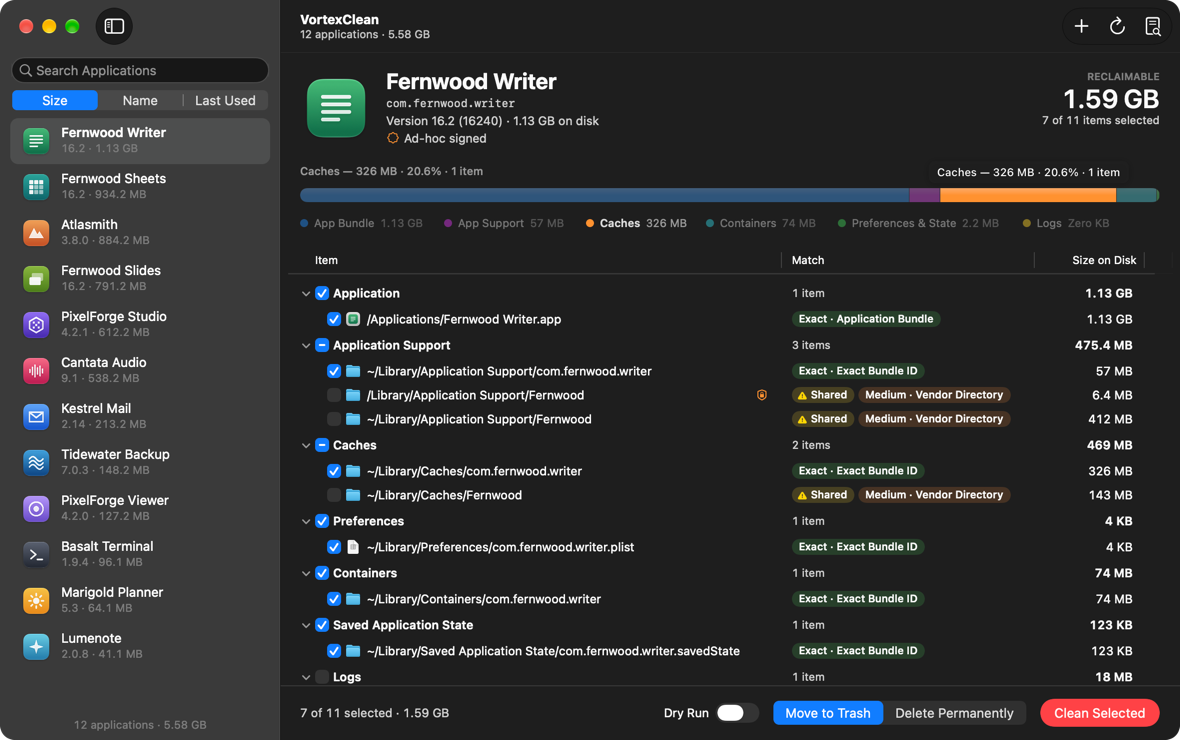 VortexClean
12 applications · 5.58 GB
Search Applications
Size
Name
Last Used
Fernwood Writer
16.2 · 1.13 GB
Fernwood Sheets
16.2 · 934.2 MB
Atlasmith
3.8.0 · 884.2 MB
Fernwood Slides
16.2 · 791.2 MB
PixelForge Studio
4.2.1 · 612.2 MB
Cantata Audio
9.1 · 538.2 MB
Kestrel Mail
2.14 · 213.2 MB
Tidewater Backup
7.0.3 · 148.2 MB
PixelForge Viewer
4.2.0 · 127.2 MB
Basalt Terminal
1.9.4 · 96.1 MB
Marigold Planner
5.3 · 64.1 MB
Lumenote
2.0.8 · 41.1 MB
12 applications · 5.58 GB
Fernwood Writer
com.fernwood.writer
Version 16.2 (16240) · 1.13 GB on disk
Ad-hoc signed
RECLAIMABLE
1.59 GB
7 of 11 items selected
Caches — 326 MB · 20.6% · 1 item
Caches — 326 MB · 20.6% · 1 item
App Bundle 1.13 GB App Support 57 MB Caches 326 MB Containers 74 MB Preferences & State 2.2 MB Logs Zero KB
Item Match Size on Disk
Application 1 item 1.13 GB
/Applications/Fernwood Writer.app Exact · Application Bundle 1.13 GB
Application Support 3 items 475.4 MB
~/Library/Application Support/com.fernwood.writer Exact · Exact Bundle ID 57 MB
/Library/Application Support/Fernwood Shared Medium · Vendor Directory 6.4 MB
~/Library/Application Support/Fernwood Shared Medium · Vendor Directory 412 MB
Caches 2 items 469 MB
~/Library/Caches/com.fernwood.writer Exact · Exact Bundle ID 326 MB
~/Library/Caches/Fernwood Shared Medium · Vendor Directory 143 MB
Preferences 1 item 4 KB
~/Library/Preferences/com.fernwood.writer.plist Exact · Exact Bundle ID 4 KB
Containers 1 item 74 MB
~/Library/Containers/com.fernwood.writer Exact · Exact Bundle ID 74 MB
Saved Application State 1 item 123 KB
~/Library/Saved Application State/com.fernwood.writer.savedState Exact · Exact Bundle ID 123 KB
Logs 1 item 18 MB
7 of 11 selected · 1.59 GB
Dry Run
Move to Trash
Delete Permanently
Clean Selected